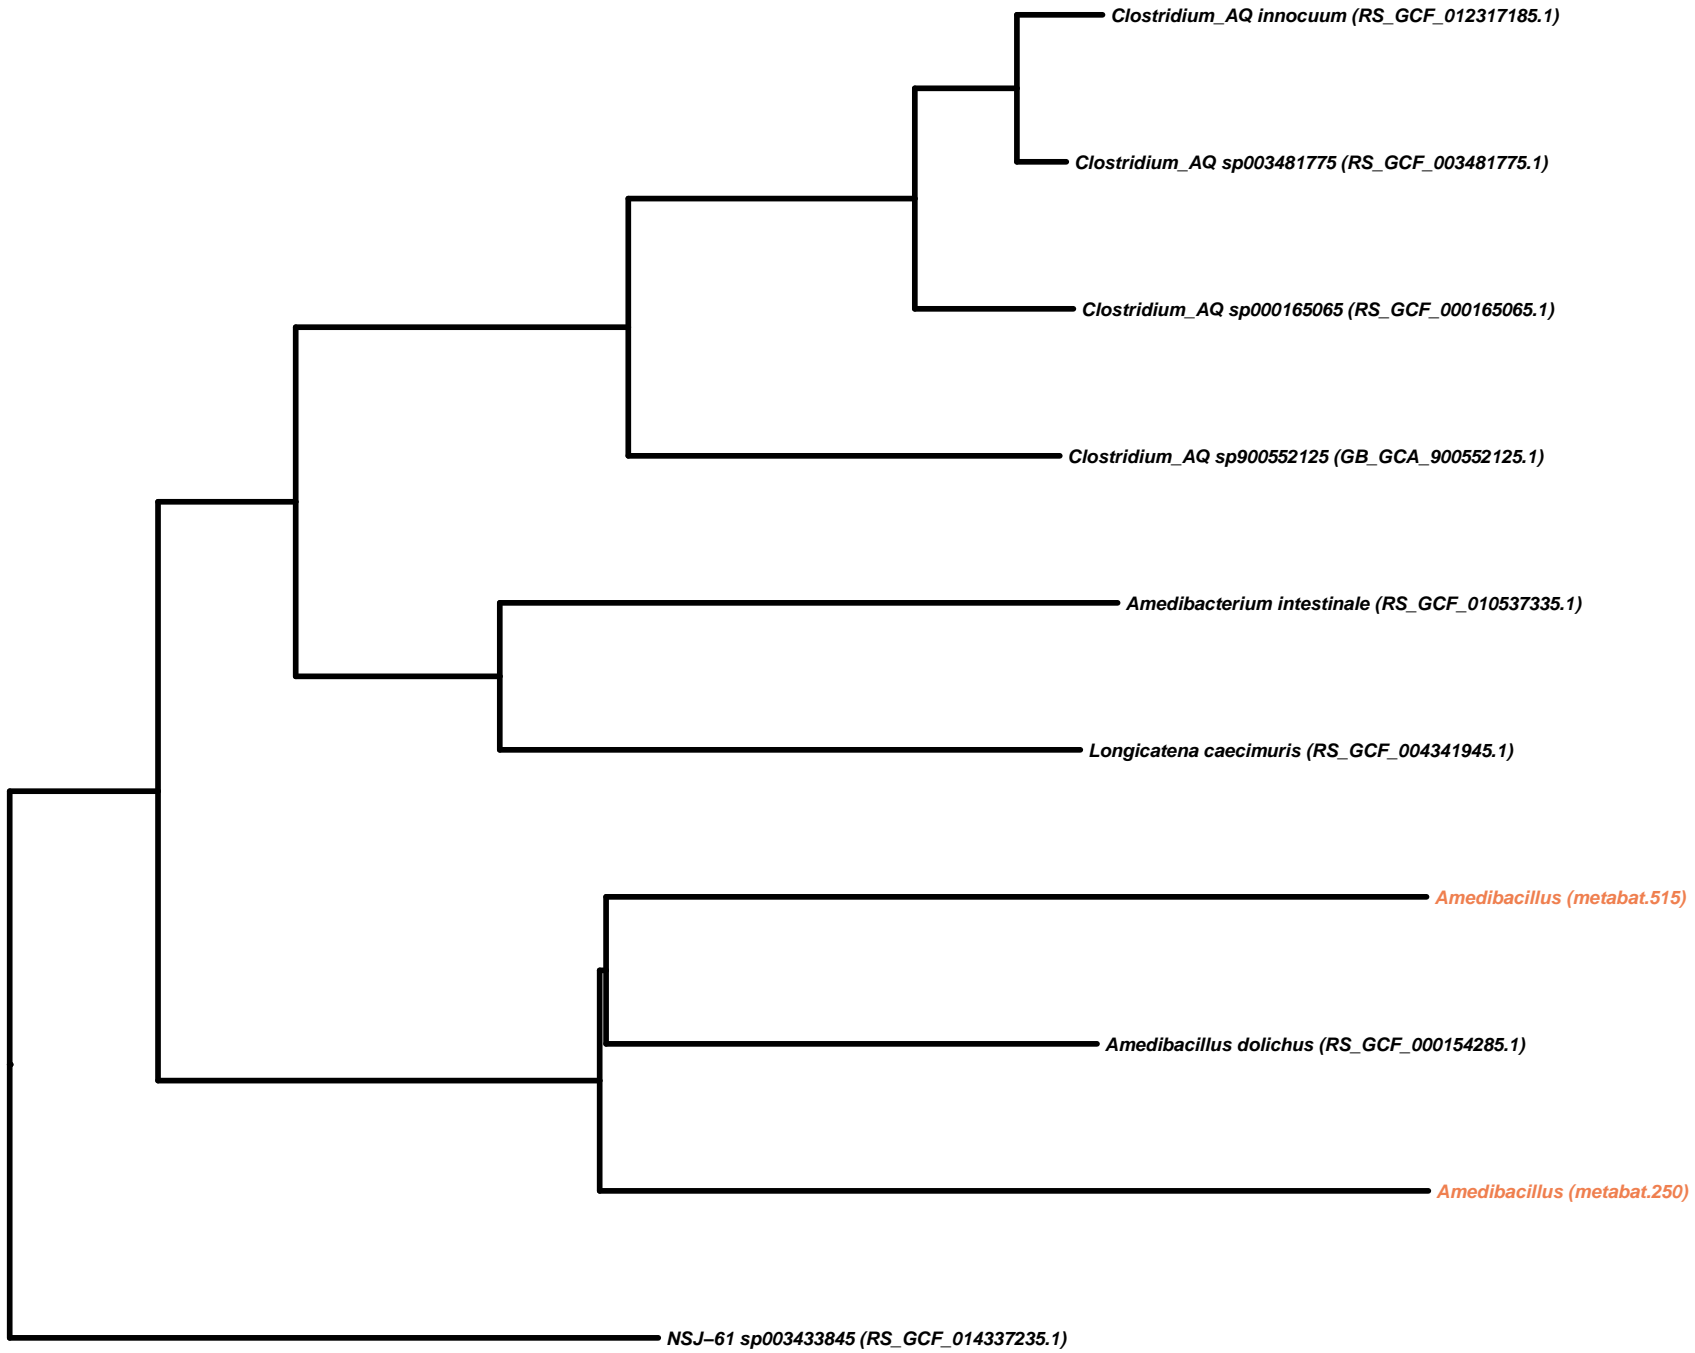 Clostridium_AQ innocuum (RS_GCF_012317185.1)
Clostridium_AQ sp003481775 (RS_GCF_003481775.1)
Clostridium_AQ sp000165065 (RS_GCF_000165065.1)
Clostridium_AQ sp900552125 (GB_GCA_900552125.1)
Amedibacterium intestinale (RS_GCF_010537335.1)
Longicatena caecimuris (RS_GCF_004341945.1)
Amedibacillus (metabat.515)
Amedibacillus dolichus (RS_GCF_000154285.1)
Amedibacillus (metabat.250)
NSJ–61 sp003433845 (RS_GCF_014337235.1)